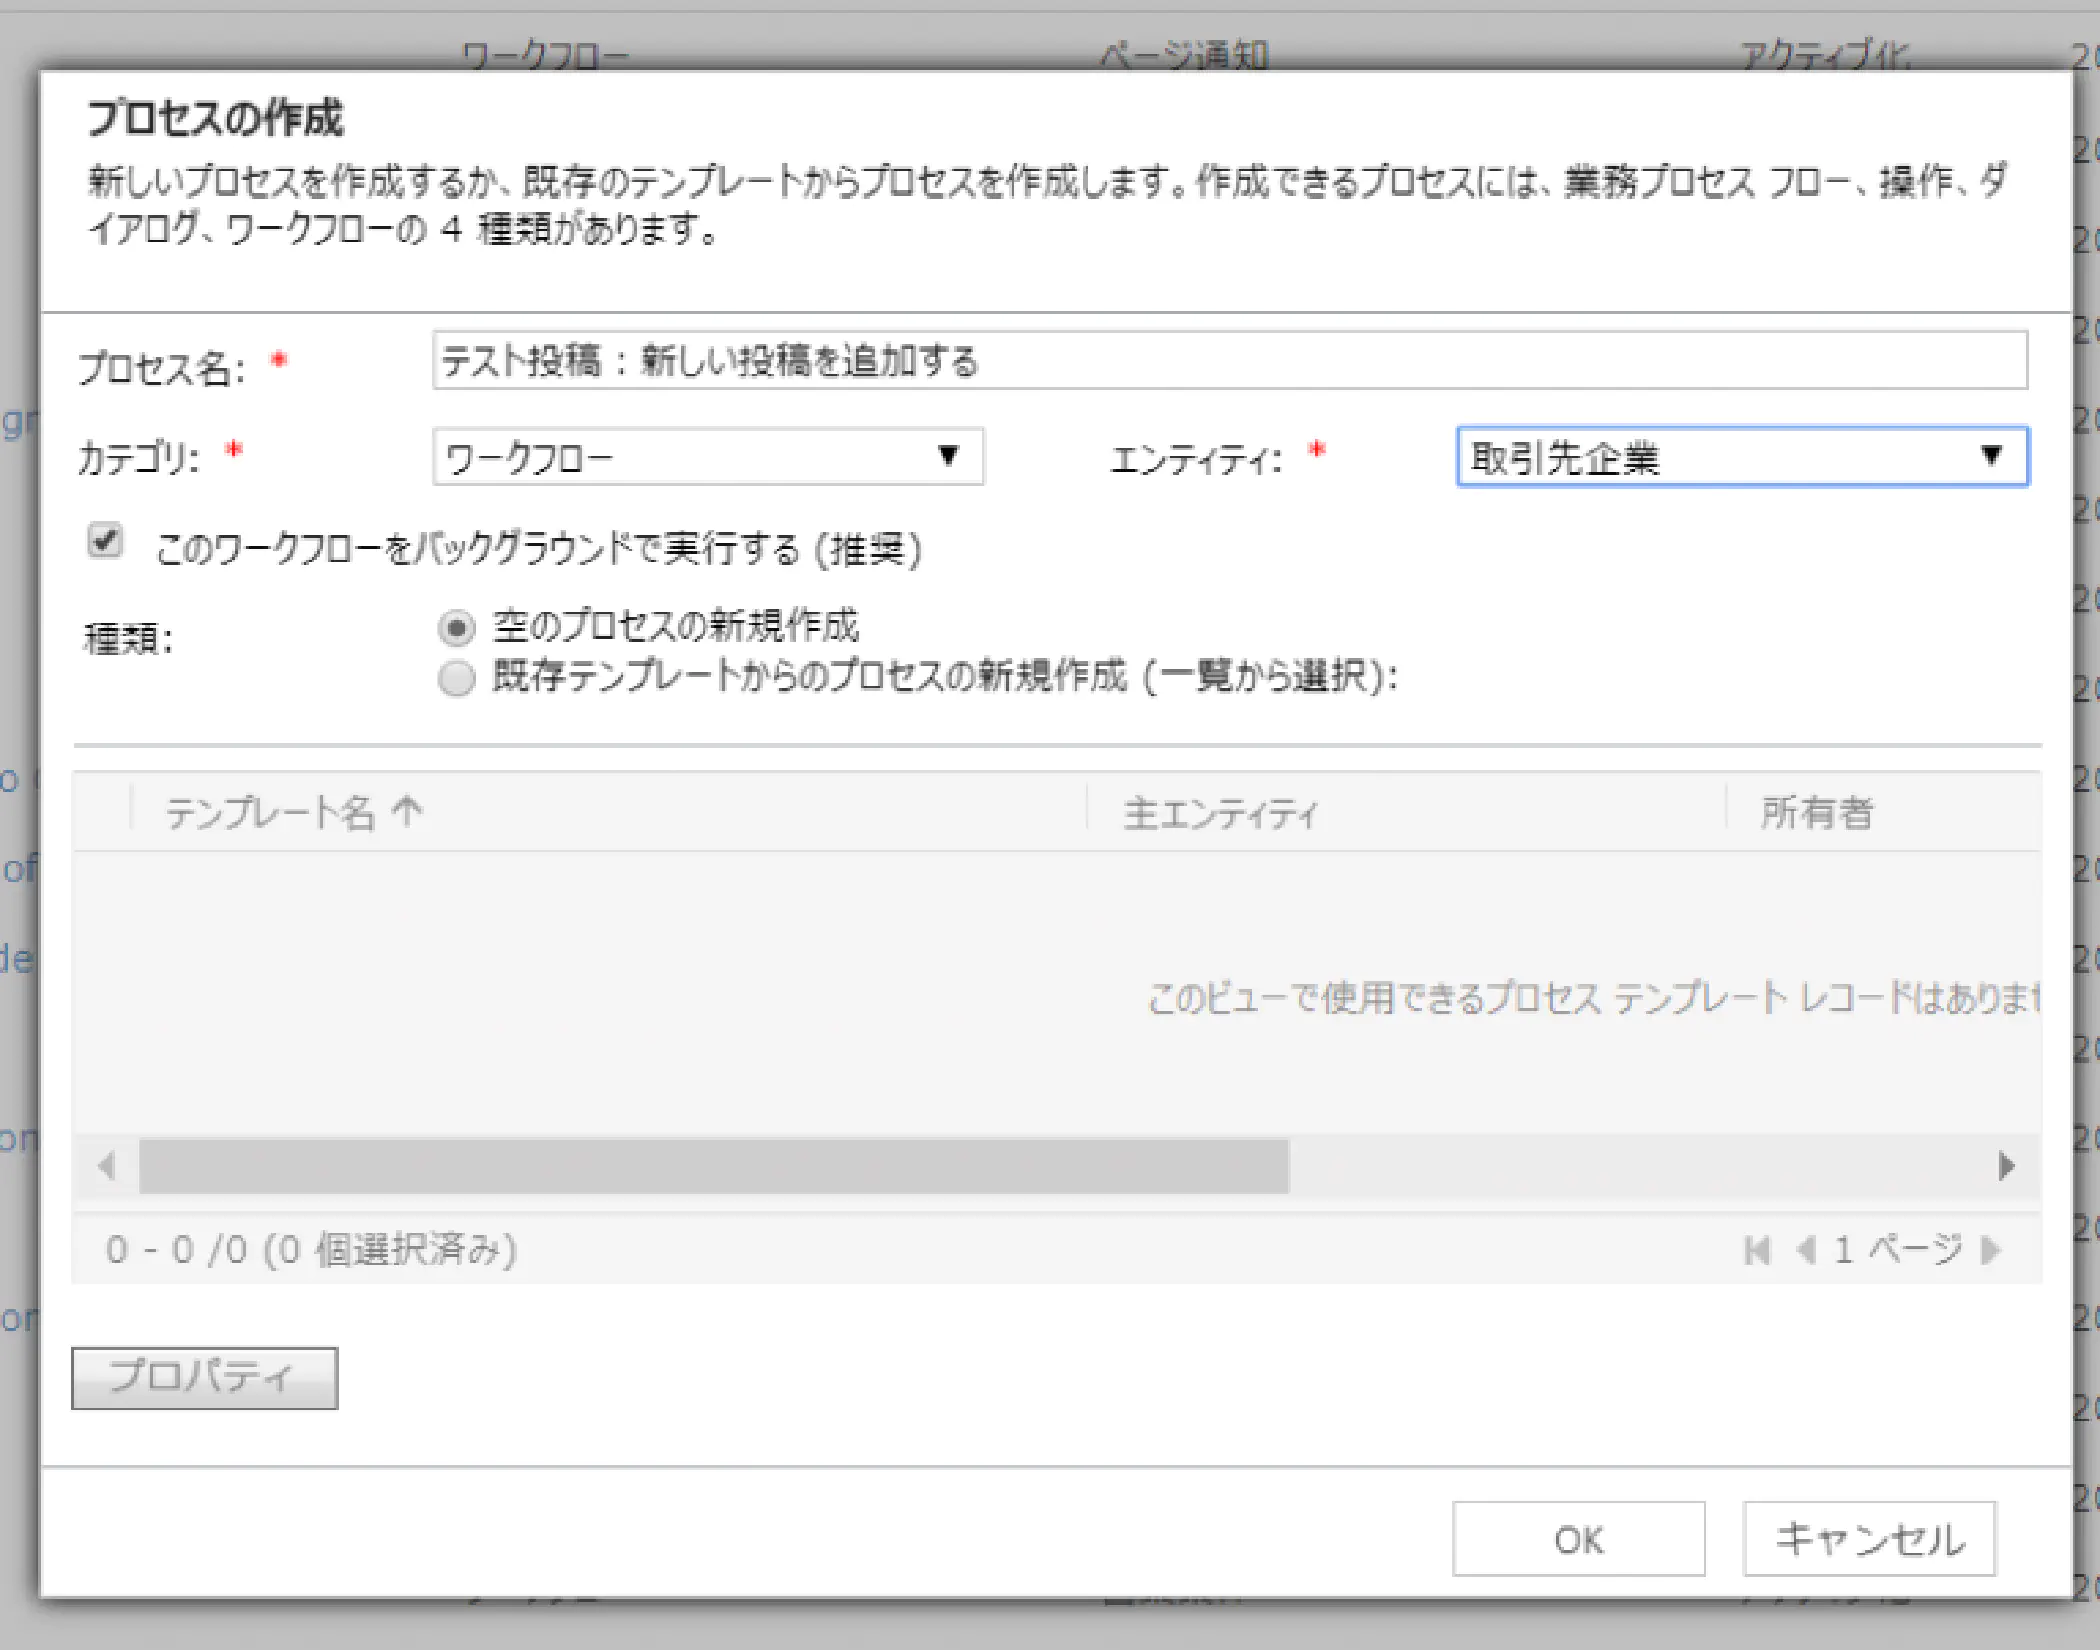 ワークフロー ページ通知 アクティブ化
プロセスの作成
新しいプロセスを作成するか、既存のテンプレートからプロセスを作成します。作成できるプロセスには、業務プロセス フロー、操作、ダ
イアログ、ワークフローの 4 種類があります。
プロセス名: * テスト投稿：新しい投稿を追加する
カテゴリ: * ワークフロー ▼ エンティティ: * 取引先企業 ▼
このワークフローをバックグラウンドで実行する (推奨)
種類: 空のプロセスの新規作成
既存テンプレートからのプロセスの新規作成 (一覧から選択):
テンプレート名 ↑ 主エンティティ 所有者
このビューで使用できるプロセス テンプレート レコードはありませ
0 - 0 /0 (0 個選択済み) 1 ページ
プロパティ
OK キャンセル